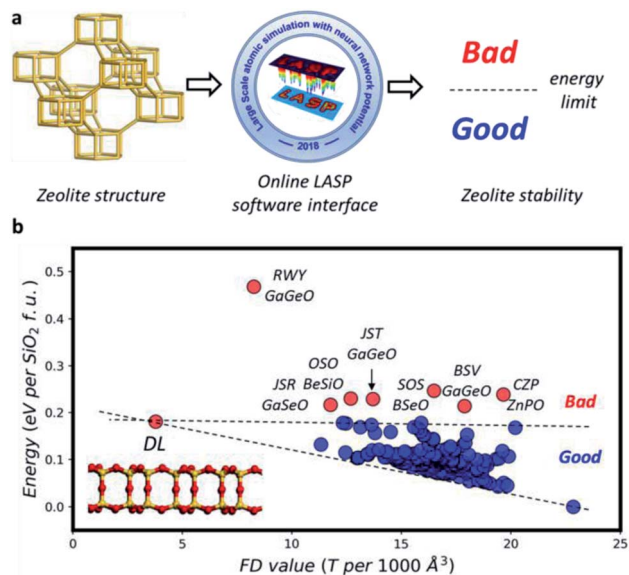 a
Large Scale atomic simulation with neural network potential
LASP
LASP
2018
Bad
energy
limit
Good
Zeolite structure
Online LASP
software interface
Zeolite stability
b
Energy (eV per SiO2 f.u.)
0.5
0.4
0.3
0.2
0.1
0.0
RWY
GaGeO
JST
GaGeO
OSO
BeSiO
JSR
GaSeO
SOS
BSeO
BSV
GaGeO
CZP
ZnPO
Bad
DL
Good
0 5 10 15 20 25
FD value (T per 1000 Å³)